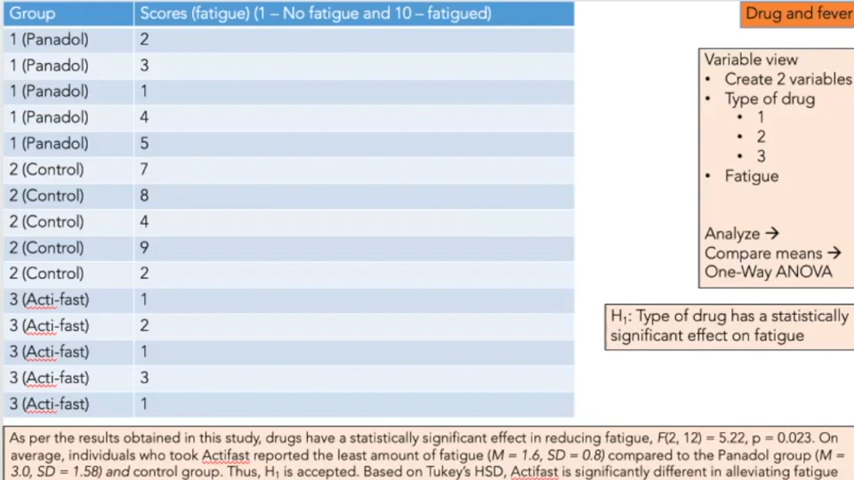 Group Scores (fatigue) (1 – No fatigue and 10 – fatigued)
1 (Panadol) 2
1 (Panadol) 3
1 (Panadol) 1
1 (Panadol) 4
1 (Panadol) 5
2 (Control) 7
2 (Control) 8
2 (Control) 4
2 (Control) 9
2 (Control) 2
3 (Acti-fast) 1
3 (Acti-fast) 2
3 (Acti-fast) 1
3 (Acti-fast) 3
3 (Acti-fast) 1
Drug and fever
Variable view
• Create 2 variables
• Type of drug
• 1
• 2
• 3
• Fatigue
Analyze →
Compare means →
One-Way ANOVA
H₁: Type of drug has a statistically
significant effect on fatigue
As per the results obtained in this study, drugs have a statistically significant effect in reducing fatigue, F(2, 12) = 5.22, p = 0.023. On
average, individuals who took Actifast reported the least amount of fatigue (M = 1.6, SD = 0.8) compared to the Panadol group (M =
3.0, SD = 1.58) and control group. Thus, H₁ is accepted. Based on Tukey's HSD, Actifast is significantly different in alleviating fatigue